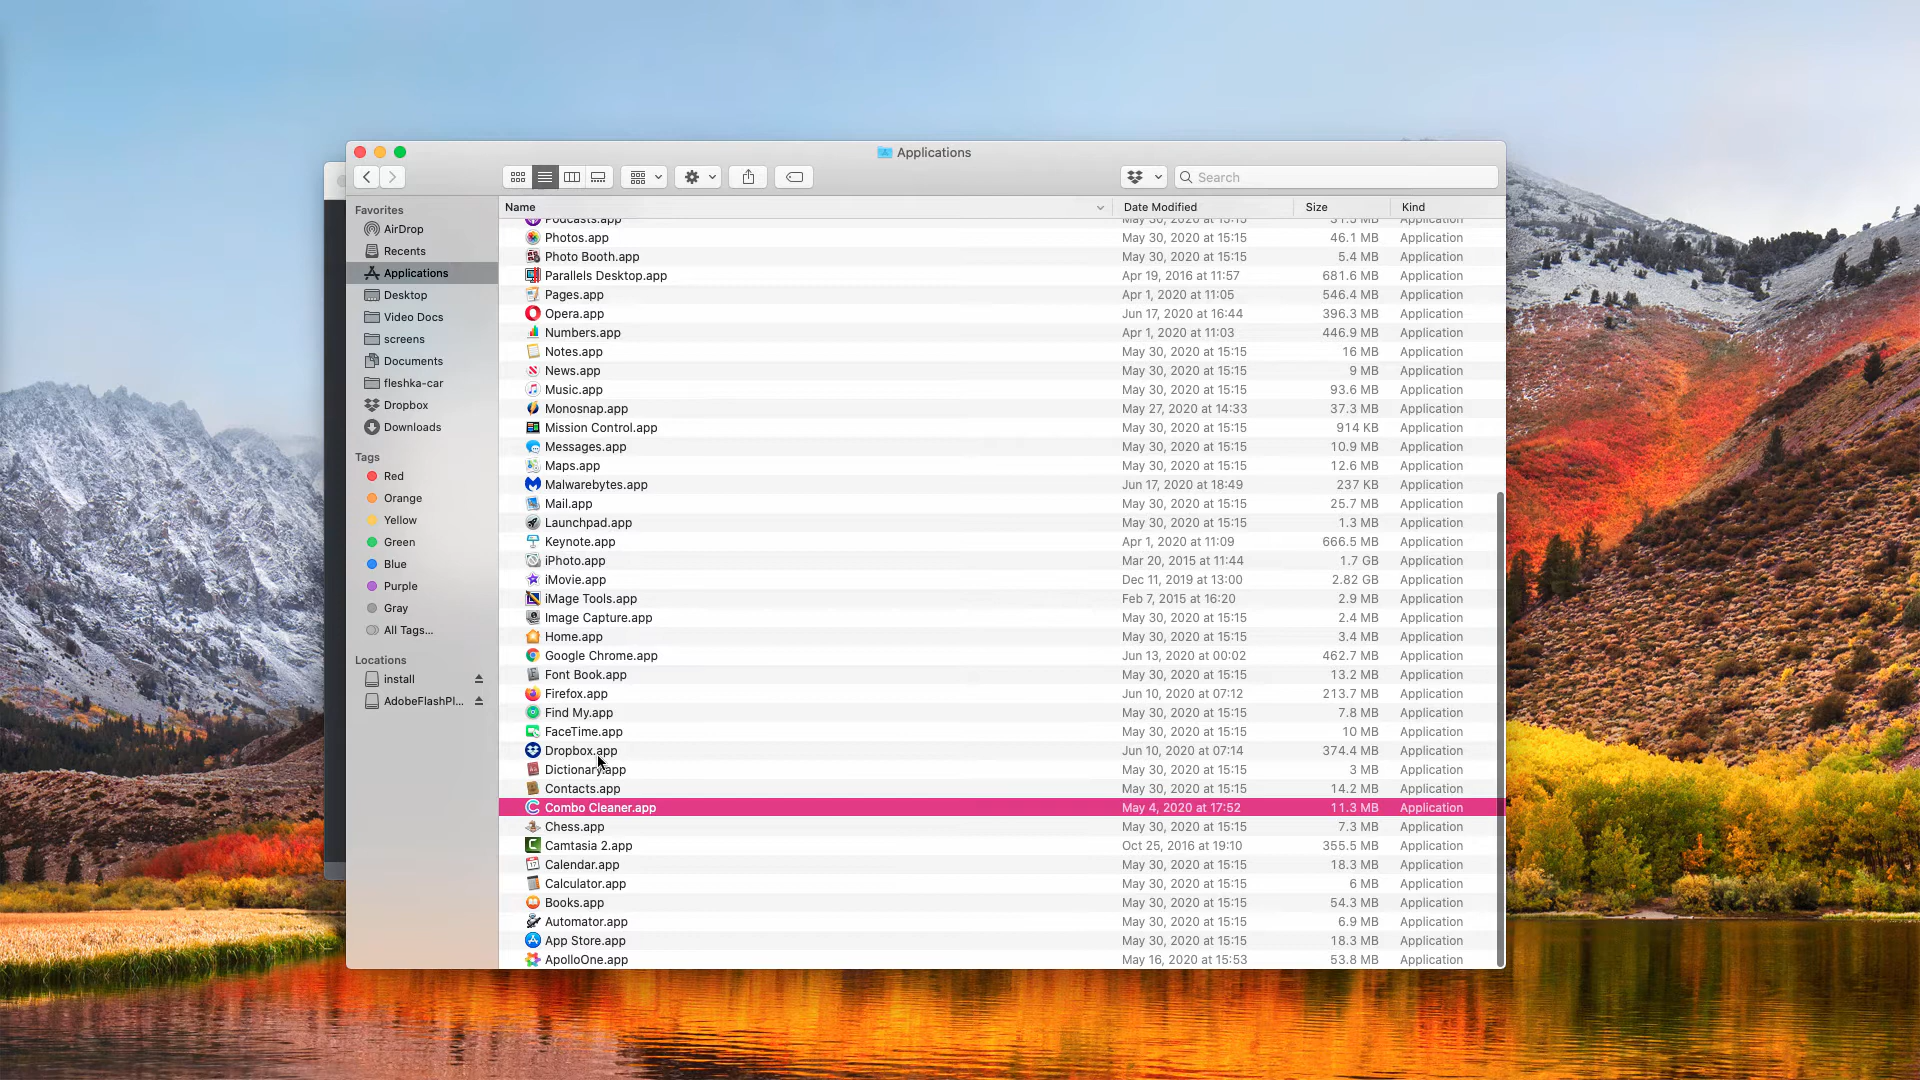 Applications
Search
Favorites
AirDrop
Recents
Applications
Desktop
Video Docs
screens
Documents
fleshka-car
Dropbox
Downloads
Tags
Red
Orange
Yellow
Green
Blue
Purple
Gray
All Tags...
Locations
install
AdobeFlashPl...
Name Date Modified Size Kind
Podcasts.app May 30, 2020 at 15:15 31.5 MB Application
Photos.app May 30, 2020 at 15:15 46.1 MB Application
Photo Booth.app May 30, 2020 at 15:15 5.4 MB Application
Parallels Desktop.app Apr 19, 2016 at 11:57 681.6 MB Application
Pages.app Apr 1, 2020 at 11:05 546.4 MB Application
Opera.app Jun 17, 2020 at 16:44 396.3 MB Application
Numbers.app Apr 1, 2020 at 11:03 446.9 MB Application
Notes.app May 30, 2020 at 15:15 16 MB Application
News.app May 30, 2020 at 15:15 9 MB Application
Music.app May 30, 2020 at 15:15 93.6 MB Application
Monosnap.app May 27, 2020 at 14:33 37.3 MB Application
Mission Control.app May 30, 2020 at 15:15 914 KB Application
Messages.app May 30, 2020 at 15:15 10.9 MB Application
Maps.app May 30, 2020 at 15:15 12.6 MB Application
Malwarebytes.app Jun 17, 2020 at 18:49 237 KB Application
Mail.app May 30, 2020 at 15:15 25.7 MB Application
Launchpad.app May 30, 2020 at 15:15 1.3 MB Application
Keynote.app Apr 1, 2020 at 11:09 666.5 MB Application
iPhoto.app Mar 20, 2015 at 11:44 1.7 GB Application
iMovie.app Dec 11, 2019 at 13:00 2.82 GB Application
iMage Tools.app Feb 7, 2015 at 16:20 2.9 MB Application
Image Capture.app May 30, 2020 at 15:15 2.4 MB Application
Home.app May 30, 2020 at 15:15 3.4 MB Application
Google Chrome.app Jun 13, 2020 at 00:02 462.7 MB Application
Font Book.app May 30, 2020 at 15:15 13.2 MB Application
Firefox.app Jun 10, 2020 at 07:12 213.7 MB Application
Find My.app May 30, 2020 at 15:15 7.8 MB Application
FaceTime.app May 30, 2020 at 15:15 10 MB Application
Dropbox.app Jun 10, 2020 at 07:14 374.4 MB Application
Dictionary.app May 30, 2020 at 15:15 3 MB Application
Contacts.app May 30, 2020 at 15:15 14.2 MB Application
Combo Cleaner.app May 4, 2020 at 17:52 11.3 MB Application
Chess.app May 30, 2020 at 15:15 7.3 MB Application
Camtasia 2.app Oct 25, 2016 at 19:10 355.5 MB Application
Calendar.app May 30, 2020 at 15:15 18.3 MB Application
Calculator.app May 30, 2020 at 15:15 6 MB Application
Books.app May 30, 2020 at 15:15 54.3 MB Application
Automator.app May 30, 2020 at 15:15 6.9 MB Application
App Store.app May 30, 2020 at 15:15 18.3 MB Application
ApolloOne.app May 16, 2020 at 15:53 53.8 MB Application